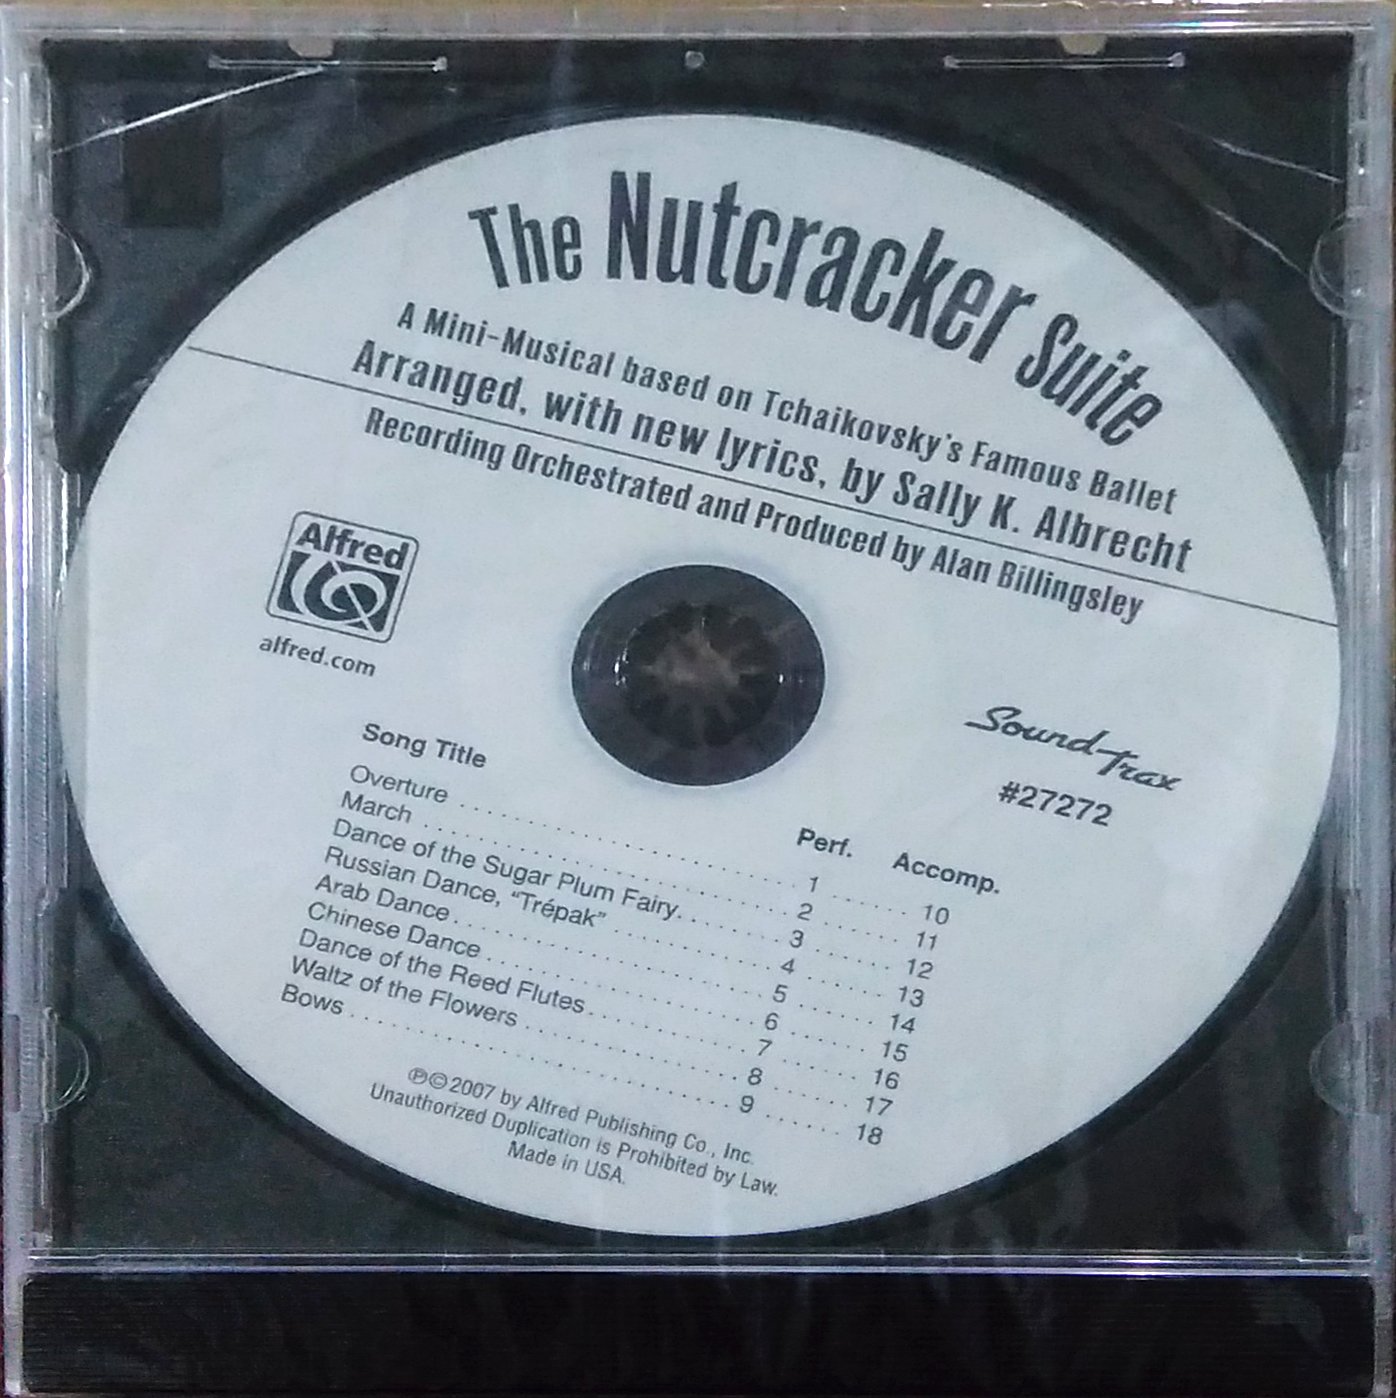 The Nutcracker Suite
A Mini-Musical based on Tchaikovsky's Famous Ballet
Arranged, with new lyrics, by Sally K. Albrecht
Recording Orchestrated and Produced by Alan Billingsley
Alfred
alfred.com
Sound-Trax
#27272
Song Title Perf. Accomp.
Overture . . . . . . . . . . 1 . . . . . . . 10
March . . . . . . . . . . 2 . . . . . . . 11
Dance of the Sugar Plum Fairy. . . . . . . 3 . . . . . . . 12
Russian Dance, “Trépak” . . . . . . . . . . 4 . . . . . . . 13
Arab Dance . . . . . . . . . . 5 . . . . . . . 14
Chinese Dance . . . . . . . . . . 6 . . . . . . . 15
Dance of the Reed Flutes . . . . . . . . . . 7 . . . . . . . 16
Waltz of the Flowers . . . . . . . . . . 8 . . . . . . . 17
Bows . . . . . . . . . . 9 . . . . . . . 18
℗©2007 by Alfred Publishing Co., Inc.
Unauthorized Duplication is Prohibited by Law.
Made in USA.